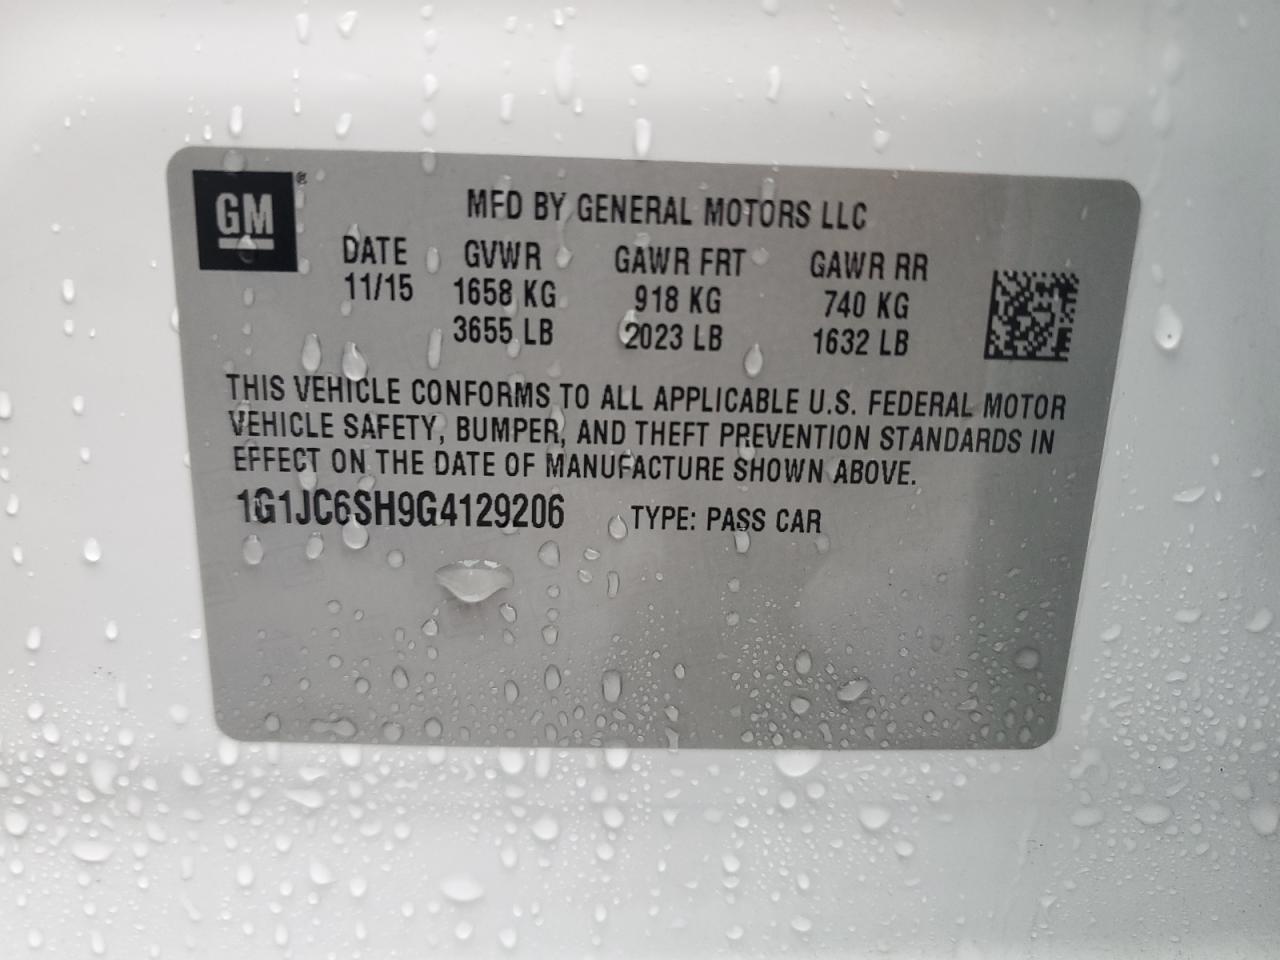 GM®
MFD BY GENERAL MOTORS LLC
DATE GVWR GAWR FRT GAWR RR
11/15 1658 KG 918 KG 740 KG
3655 LB 2023 LB 1632 LB
THIS VEHICLE CONFORMS TO ALL APPLICABLE U.S. FEDERAL MOTOR
VEHICLE SAFETY, BUMPER, AND THEFT PREVENTION STANDARDS IN
EFFECT ON THE DATE OF MANUFACTURE SHOWN ABOVE.
1G1JC6SH9G4129206 TYPE: PASS CAR